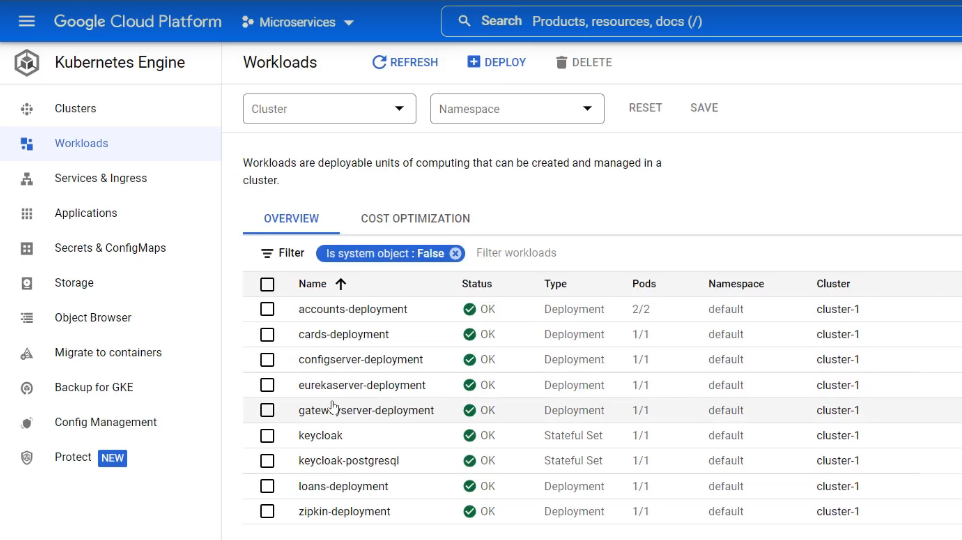 Google Cloud Platform Microservices Search Products, resources, docs (/)
Kubernetes Engine
Workloads REFRESH DEPLOY DELETE
Clusters
Workloads
Services & Ingress
Applications
Secrets & ConfigMaps
Storage
Object Browser
Migrate to containers
Backup for GKE
Config Management
Protect NEW
Cluster Namespace RESET SAVE
Workloads are deployable units of computing that can be created and managed in a
cluster.
OVERVIEW COST OPTIMIZATION
Filter Is system object : False Filter workloads
Name Status Type Pods Namespace Cluster
accounts-deployment OK Deployment 2/2 default cluster-1
cards-deployment OK Deployment 1/1 default cluster-1
configserver-deployment OK Deployment 1/1 default cluster-1
eurekaserver-deployment OK Deployment 1/1 default cluster-1
gatewayserver-deployment OK Deployment 1/1 default cluster-1
keycloak OK Stateful Set 1/1 default cluster-1
keycloak-postgresql OK Stateful Set 1/1 default cluster-1
loans-deployment OK Deployment 1/1 default cluster-1
zipkin-deployment OK Deployment 1/1 default cluster-1